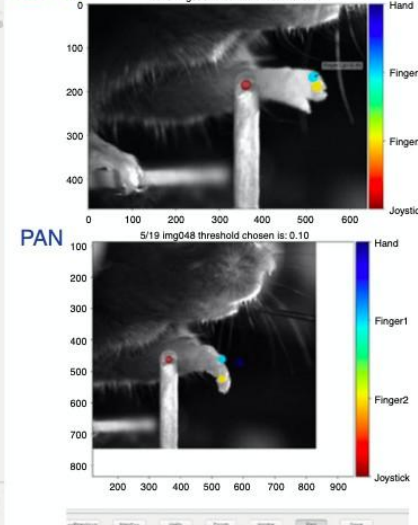 0
100
200
300
400
0 100 200 300 400 500 600
Hand
Finger
Finger
Joystic
PAN
5/19 img048 threshold chosen is: 0.10
100
200
300
400
500
600
700
800
200 300 400 500 600 700 800 900
Hand
Finger1
Finger2
Joystick